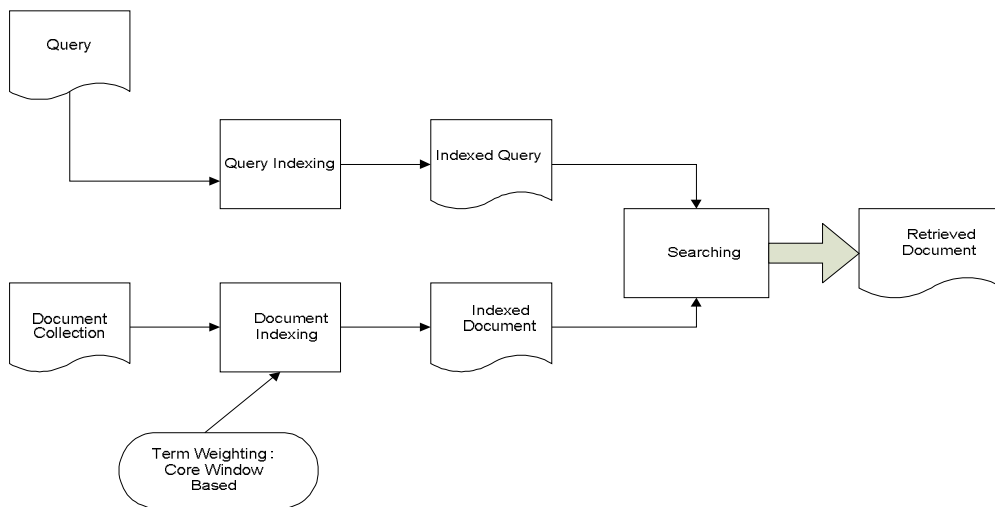 Query
Query Indexing
Indexed Query
Searching
Retrieved
Document
Document
Collection
Document
Indexing
Indexed
Document
Term Weighting :
Core Window
Based